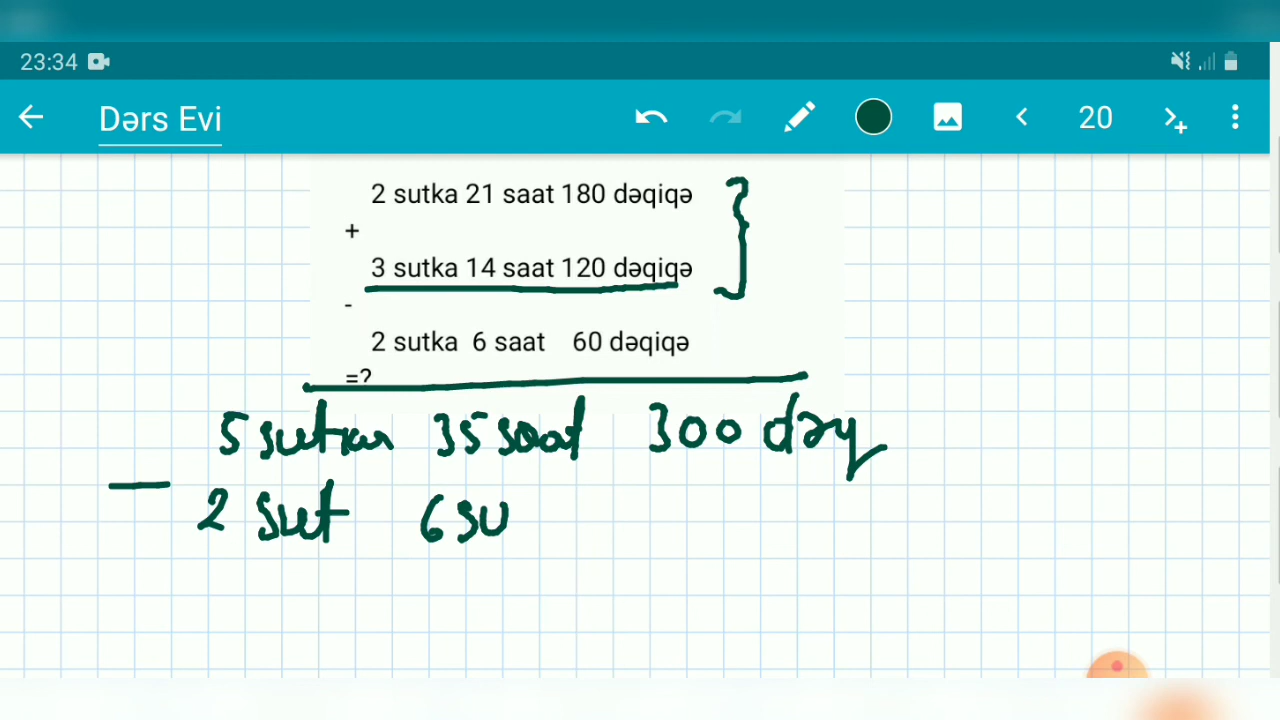 23:34
Dərs Evi
20
2 sutka 21 saat 180 dəqiqə
+
3 sutka 14 saat 120 dəqiqə
-
2 sutka 6 saat 60 dəqiqə
=?
5 sutka 35 saat 300 dəq
— 2 sut 6 su